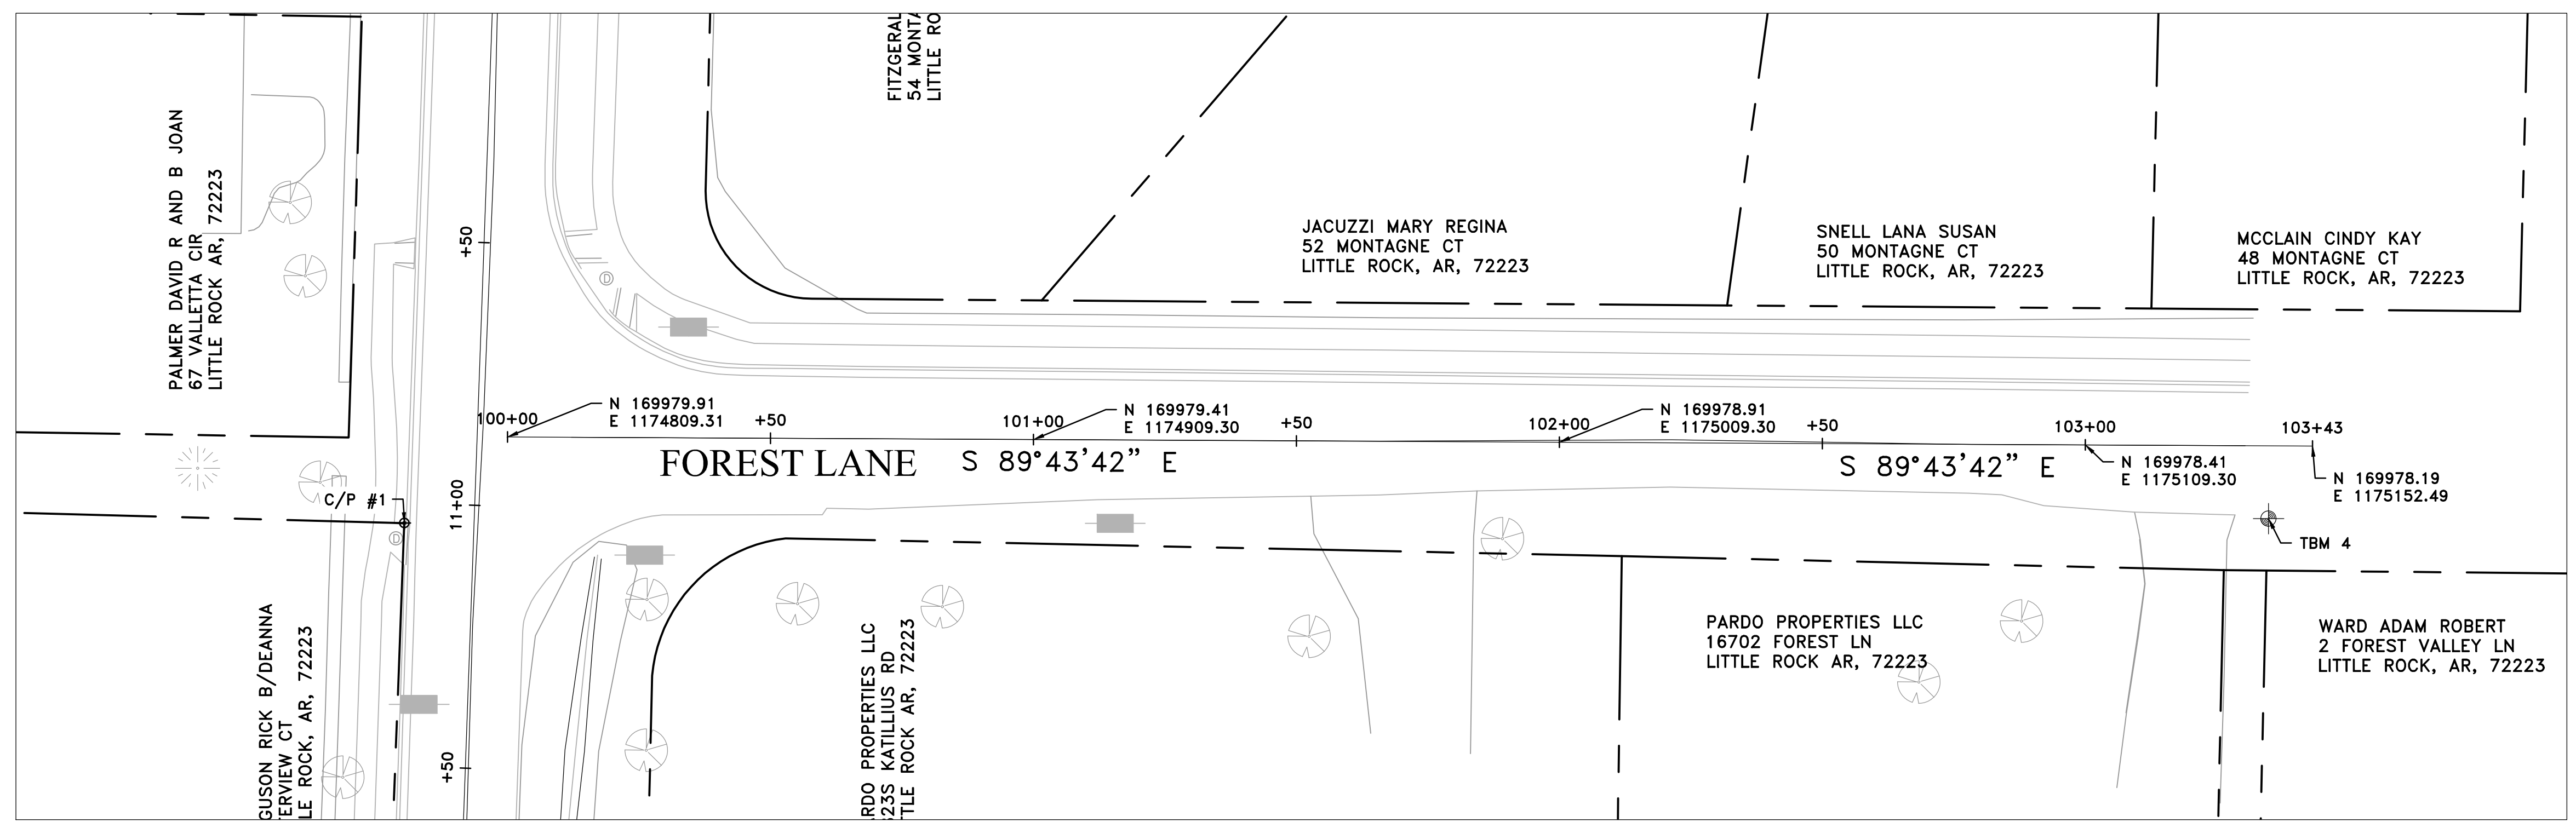 FITZGERAL
54 MONTA
LITTLE RO
PALMER DAVID R AND B JOAN
67 VALLETTA CIR
LITTLE ROCK AR, 72223
+50
JACUZZI MARY REGINA
52 MONTAGNE CT
LITTLE ROCK, AR, 72223
SNELL LANA SUSAN
50 MONTAGNE CT
LITTLE ROCK, AR, 72223
MCCLAIN CINDY KAY
48 MONTAGNE CT
LITTLE ROCK, AR, 72223
D
100+00
N 169979.91
E 1174809.31
+50
101+00
N 169979.41
E 1174909.30
+50
102+00
N 169978.91
E 1175009.30
+50
103+00
103+43
FOREST LANE
S 89°43'42" E
S 89°43'42" E
N 169978.41
E 1175109.30
N 169978.19
E 1175152.49
C/P #1
11+00
D
TBM 4
GUSON RICK B/DEANNA
TERVIEW CT
LE ROCK, AR, 72223
+50
ARDO PROPERTIES LLC
23S KATILLIUS RD
TTLE ROCK AR, 72223
PARDO PROPERTIES LLC
16702 FOREST LN
LITTLE ROCK AR, 72223
WARD ADAM ROBERT
2 FOREST VALLEY LN
LITTLE ROCK, AR, 72223